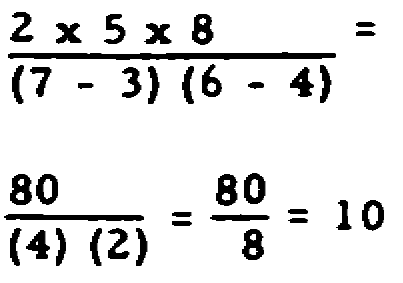 2 x 5 x 8 =
(7 - 3) (6 - 4)
80 = 80 = 10
(4) (2) 8